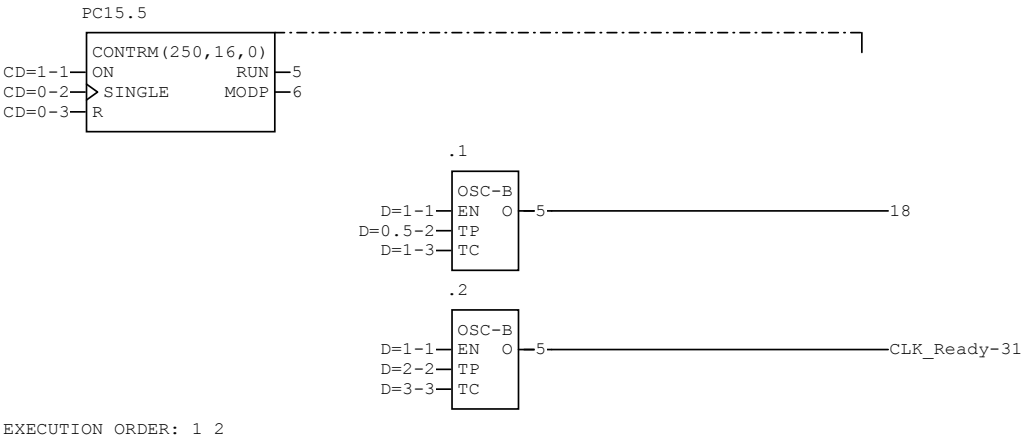 PC15.5
CONTRM(250,16,0)
CD=1-1 ON RUN 5
CD=0-2 SINGLE MODP 6
CD=0-3 R
.1
OSC-B
D=1-1 EN O 5 18
D=0.5-2 TP
D=1-3 TC
.2
OSC-B
D=1-1 EN O 5 CLK_Ready-31
D=2-2 TP
D=3-3 TC
EXECUTION ORDER: 1 2